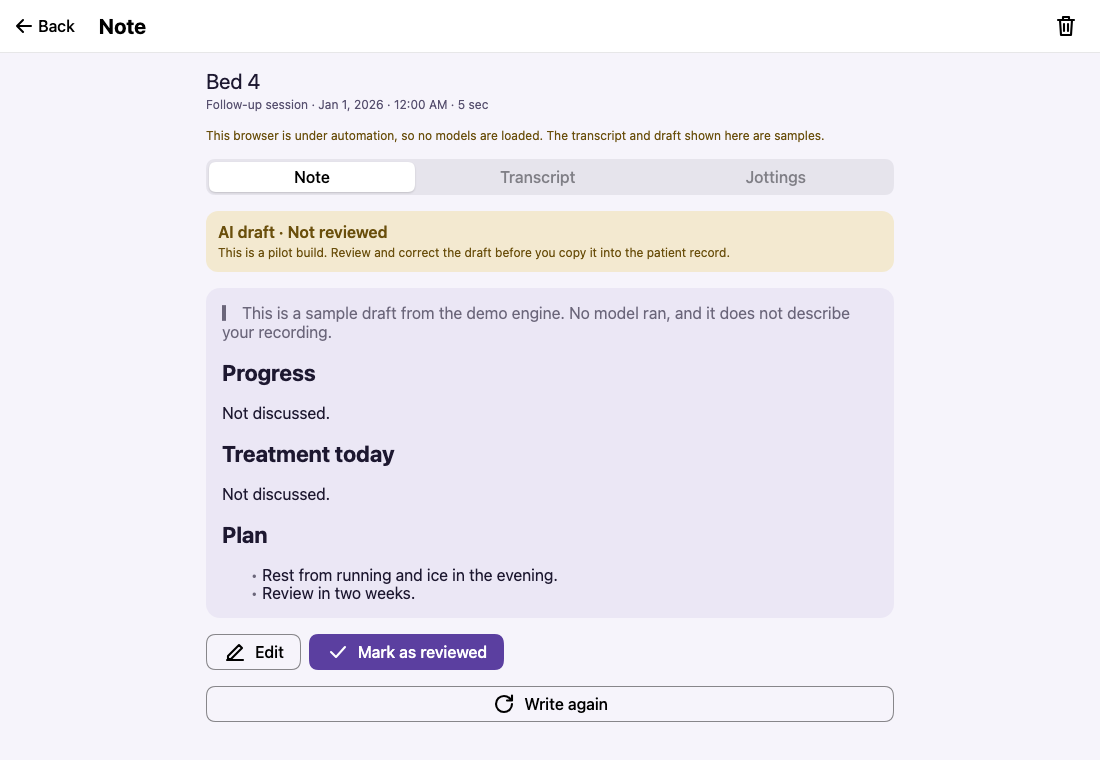 Back
Note
Bed 4
Follow-up session · Jan 1, 2026 · 12:00 AM · 5 sec
This browser is under automation, so no models are loaded. The transcript and draft shown here are samples.
Note
Transcript
Jottings
AI draft · Not reviewed
This is a pilot build. Review and correct the draft before you copy it into the patient record.
This is a sample draft from the demo engine. No model ran, and it does not describe
your recording.
Progress
Not discussed.
Treatment today
Not discussed.
Plan
• Rest from running and ice in the evening.
• Review in two weeks.
Edit
Mark as reviewed
Write again